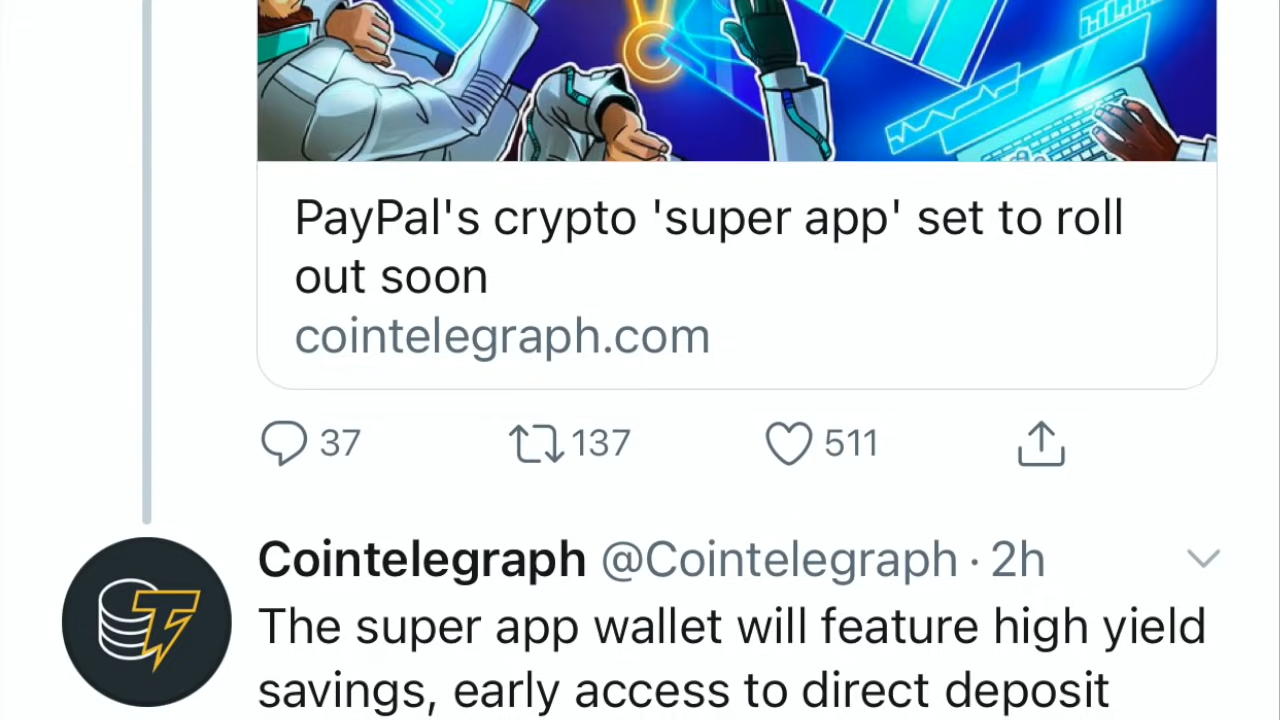 PayPal's crypto 'super app' set to roll
out soon
cointelegraph.com
37 137 511
Cointelegraph @Cointelegraph · 2h
The super app wallet will feature high yield
savings, early access to direct deposit